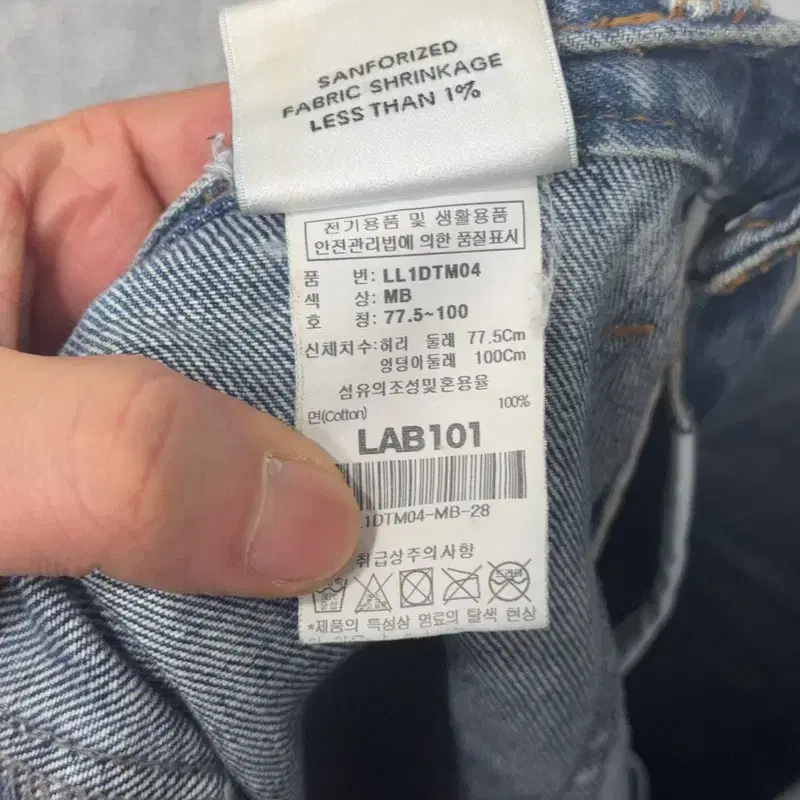 SANFORIZED
FABRIC SHRINKAGE
LESS THAN 1%
전기용품 및 생활용품
안전관리법에 의한 품질표시
품 번: LL1DTM04
색 상: MB
호 칭: 77.5~100
신체치수: 허리 둘레 77.5Cm
엉덩이둘레 100Cm
섬유의조성및혼용율
면(Cotton) 100%
LAB101
1DTM04-MB-28
취급상주의사항
드라이
*제품의 특성상 염료의 탈색 현상